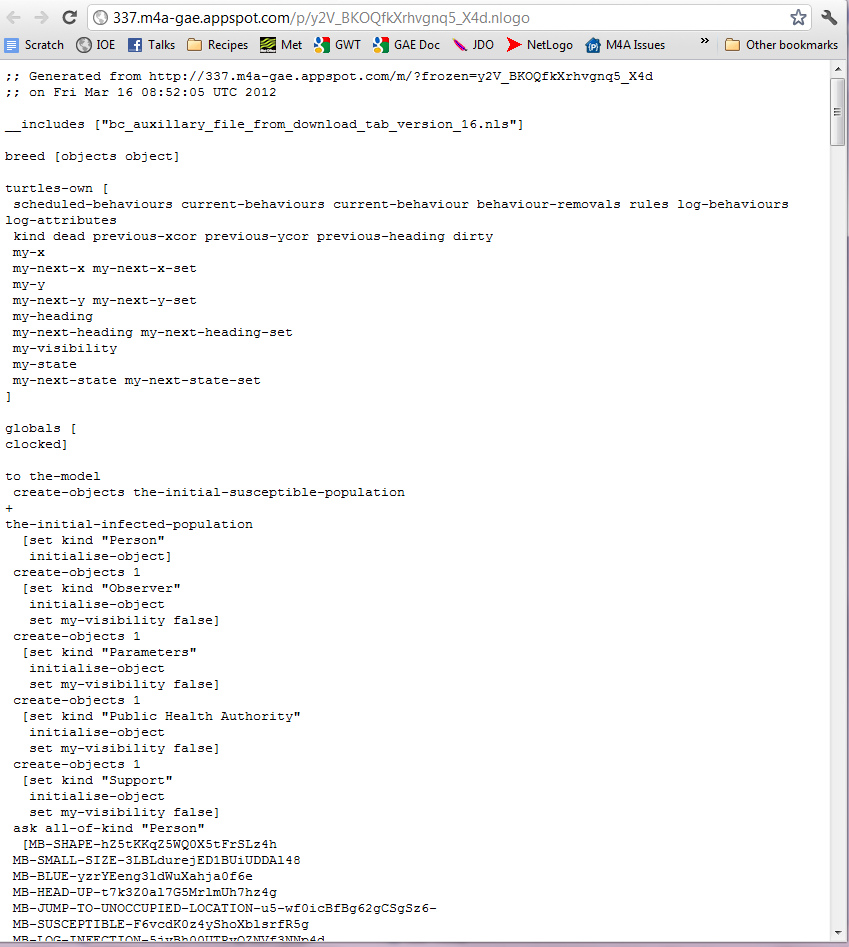 337.m4a-gae.appspot.com/p/y2V_BKOQfkXrhvgnq5_X4d.nlogo
Scratch IOE Talks Recipes Met GWT GAE Doc JDO NetLogo M4A Issues » Other bookmarks
;; Generated from http://337.m4a-gae.appspot.com/m/?frozen=y2V_BKOQfkXrhvgnq5_X4d
;; on Fri Mar 16 08:52:05 UTC 2012
__includes ["bc_auxillary_file_from_download_tab_version_16.nls"]
breed [objects object]
turtles-own [
scheduled-behaviours current-behaviours current-behaviour behaviour-removals rules log-behaviours
log-attributes
kind dead previous-xcor previous-ycor previous-heading dirty
my-x
my-next-x my-next-x-set
my-y
my-next-y my-next-y-set
my-heading
my-next-heading my-next-heading-set
my-visibility
my-state
my-next-state my-next-state-set
]
globals [
clocked]
to the-model
create-objects the-initial-susceptible-population
+
the-initial-infected-population
[set kind "Person"
initialise-object]
create-objects 1
[set kind "Observer"
initialise-object
set my-visibility false]
create-objects 1
[set kind "Parameters"
initialise-object
set my-visibility false]
create-objects 1
[set kind "Public Health Authority"
initialise-object
set my-visibility false]
create-objects 1
[set kind "Support"
initialise-object
set my-visibility false]
ask all-of-kind "Person"
[MB-SHAPE-hZ5tKKqZ5WQ0X5tFrSLz4h
MB-SMALL-SIZE-3LBLdurejED1BUiUDDAl48
MB-BLUE-yzrYEeng3ldWuXahja0f6e
MB-HEAD-UP-t7k3Z0al7G5MrlmUh7hz4g
MB-JUMP-TO-UNOCCUPIED-LOCATION-u5-wf0icBfBg62gCSgSz6-
MB-SUSCEPTIBLE-F6vcdK0z4yShoXblsrfR5g